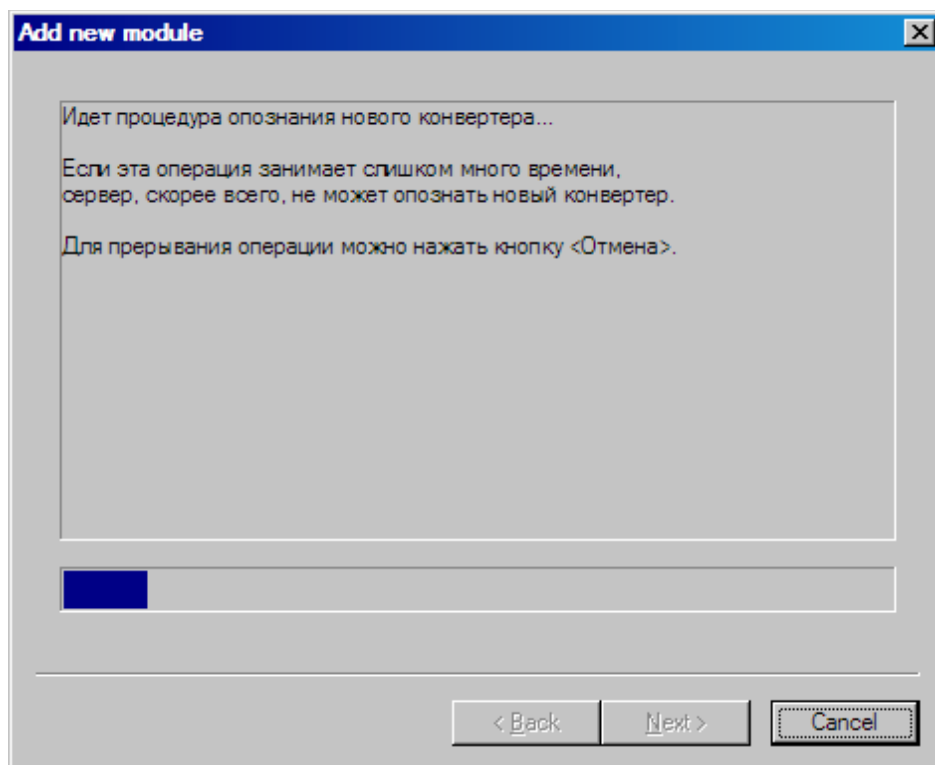 Add new module
Идет процедура опознания нового конвертера...
Если эта операция занимает слишком много времени,
сервер, скорее всего, не может опознать новый конвертер.
Для прерывания операции можно нажать кнопку <Отмена>.
< Back
Next >
Cancel